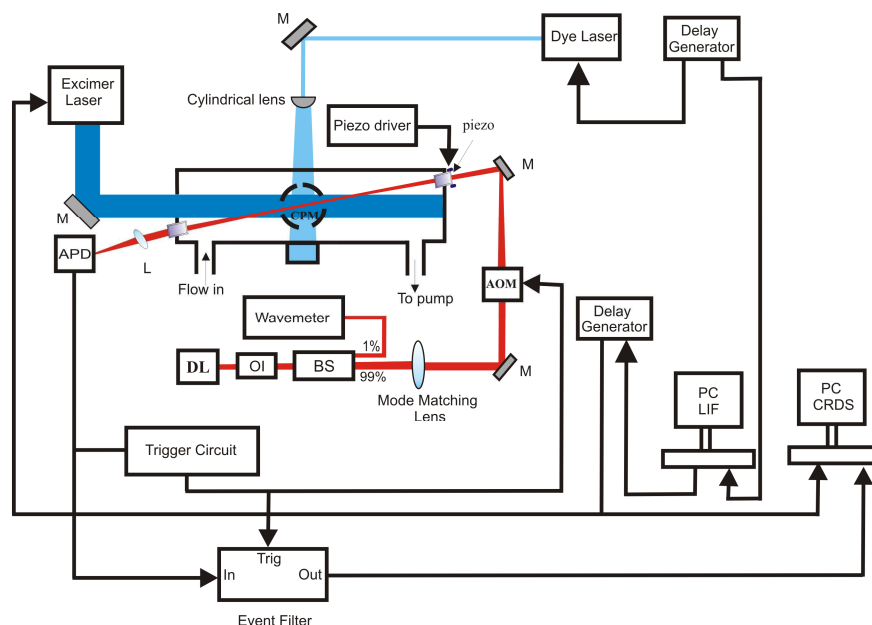 M
Dye Laser
Delay
Generator
Excimer
Laser
Cylindrical lens
Piezo driver
piezo
M
M
CPM
APD
L
Flow in
To pump
AOM
Wavemeter
Delay
Generator
1%
DL
OI
BS
99%
M
Mode Matching
Lens
PC
LIF
PC
CRDS
Trigger Circuit
Trig
In
Out
Event Filter